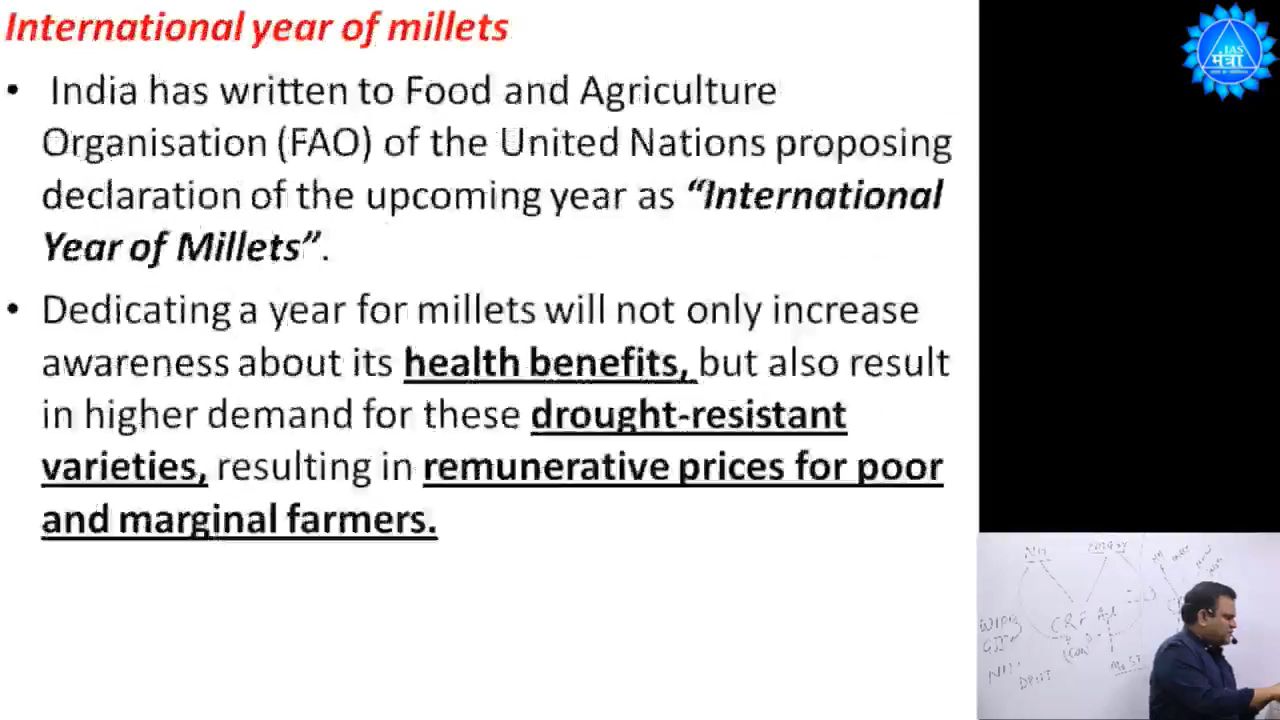 International year of millets
• India has written to Food and Agriculture
Organisation (FAO) of the United Nations proposing
declaration of the upcoming year as “International
Year of Millets”.
• Dedicating a year for millets will not only increase
awareness about its health benefits, but also result
in higher demand for these drought-resistant
varieties, resulting in remunerative prices for poor
and marginal farmers.
IAS
मंत्रा
CRF